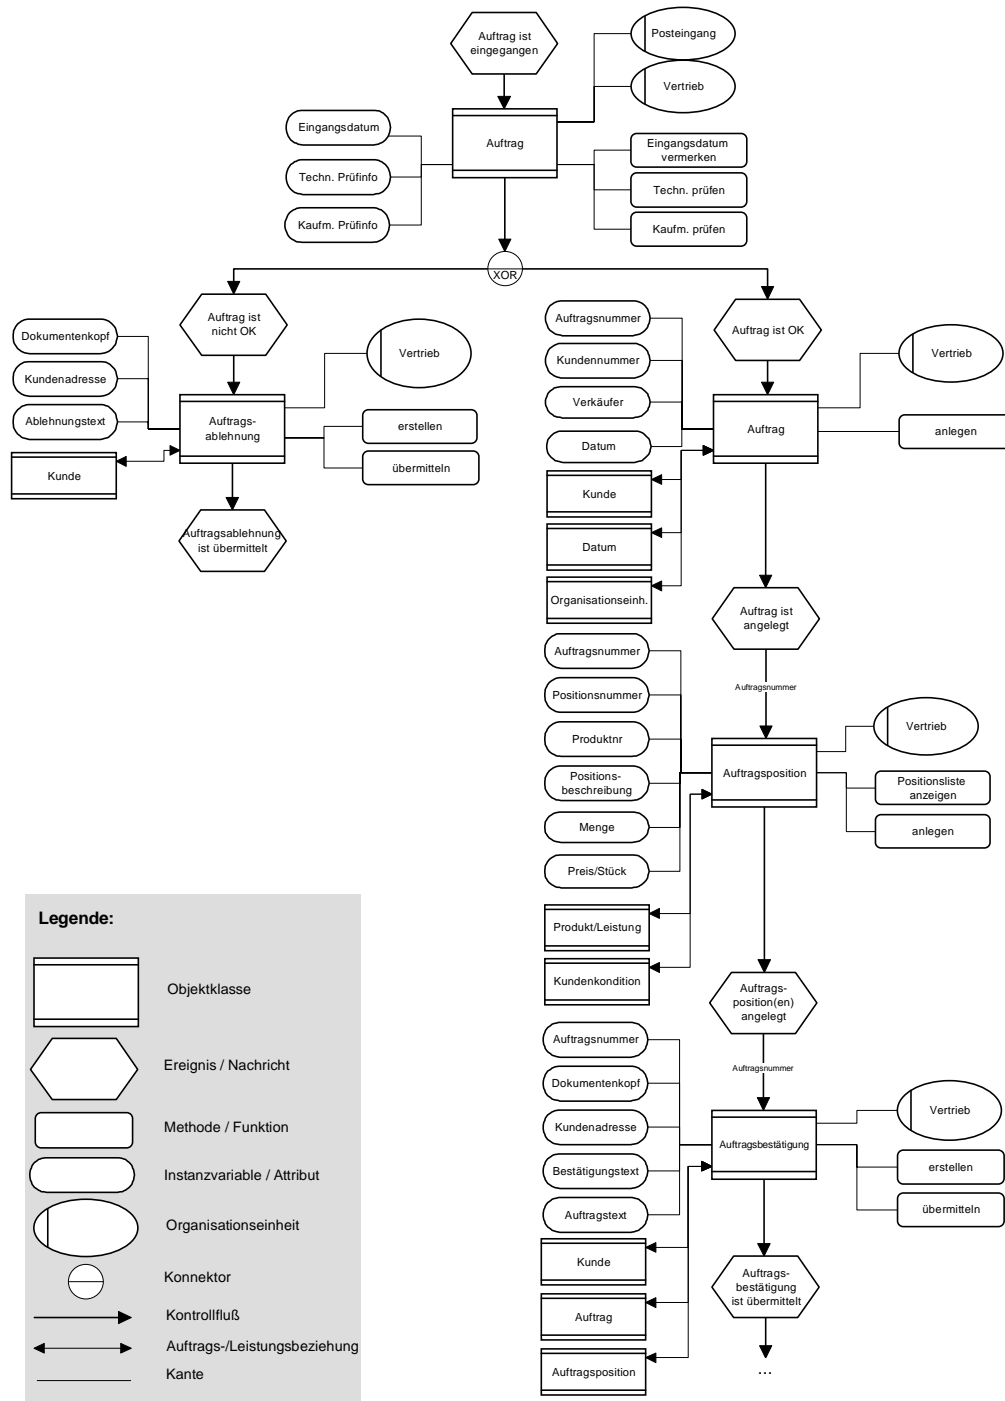 Auftrag ist
eingegangen
Posteingang
Vertrieb
Auftrag
Eingangsdatum
Techn. Prüfinfo
Kaufm. Prüfinfo
Eingangsdatum
vermerken
Techn. prüfen
Kaufm. prüfen
XOR
Auftrag ist
nicht OK
Dokumentenkopf
Kundenadresse
Ablehnungstext
Kunde
Auftrags-
ablehnung
Vertrieb
erstellen
übermitteln
Auftragsablehnung
ist übermittelt
Auftrag ist OK
Auftragsnummer
Kundennummer
Verkäufer
Datum
Kunde
Datum
Organisationseinh.
Auftrag
Vertrieb
anlegen
Auftrag ist
angelegt
Auftragsnummer
Auftragsnummer
Positionsnummer
Produktnr
Positions-
beschreibung
Menge
Preis/Stück
Produkt/Leistung
Kundenkondition
Auftragsposition
Vertrieb
Positionsliste
anzeigen
anlegen
Auftrags-
position(en)
angelegt
Auftragsnummer
Auftragsnummer
Dokumentenkopf
Kundenadresse
Bestätigungstext
Auftragstext
Kunde
Auftrag
Auftragsposition
Auftragsbestätigung
Vertrieb
erstellen
übermitteln
Auftrags-
bestätigung
ist übermittelt
...
Legende:
Objektklasse
Ereignis / Nachricht
Methode / Funktion
Instanzvariable / Attribut
Organisationseinheit
Konnektor
Kontrollfluß
Auftrags-/Leistungsbeziehung
Kante